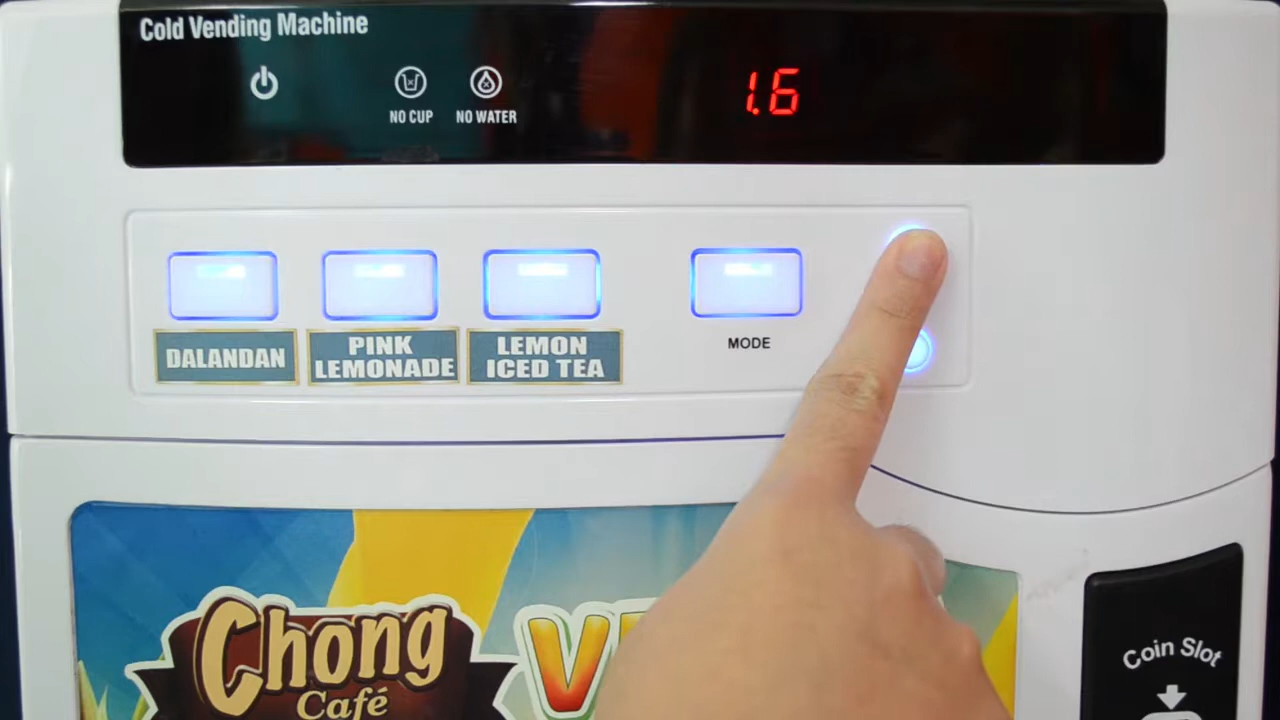 Cold Vending Machine
NO CUP
NO WATER
1.6
DALANDAN
PINK
LEMONADE
LEMON
ICED TEA
MODE
Chong
Café
Coin Slot